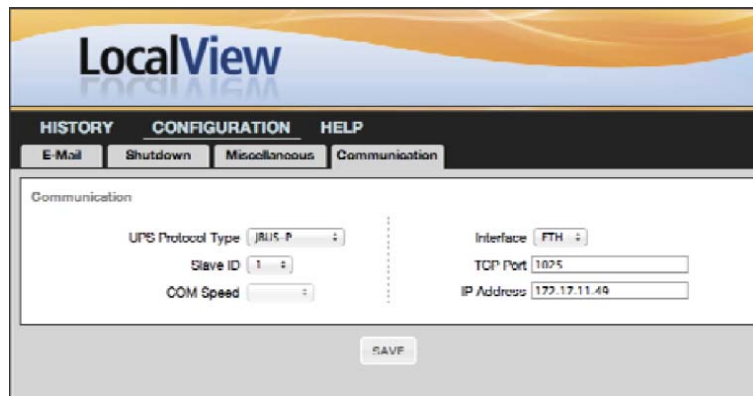 LocalView
HISTORY CONFIGURATION HELP
E-Mail Shutdown Miscellaneous Communication
Communication
UPS Protocol Type JBUS-P Interface ETH
Slave ID 1 TCP Port 1025
COM Speed IP Address 172.17.11.49
SAVE